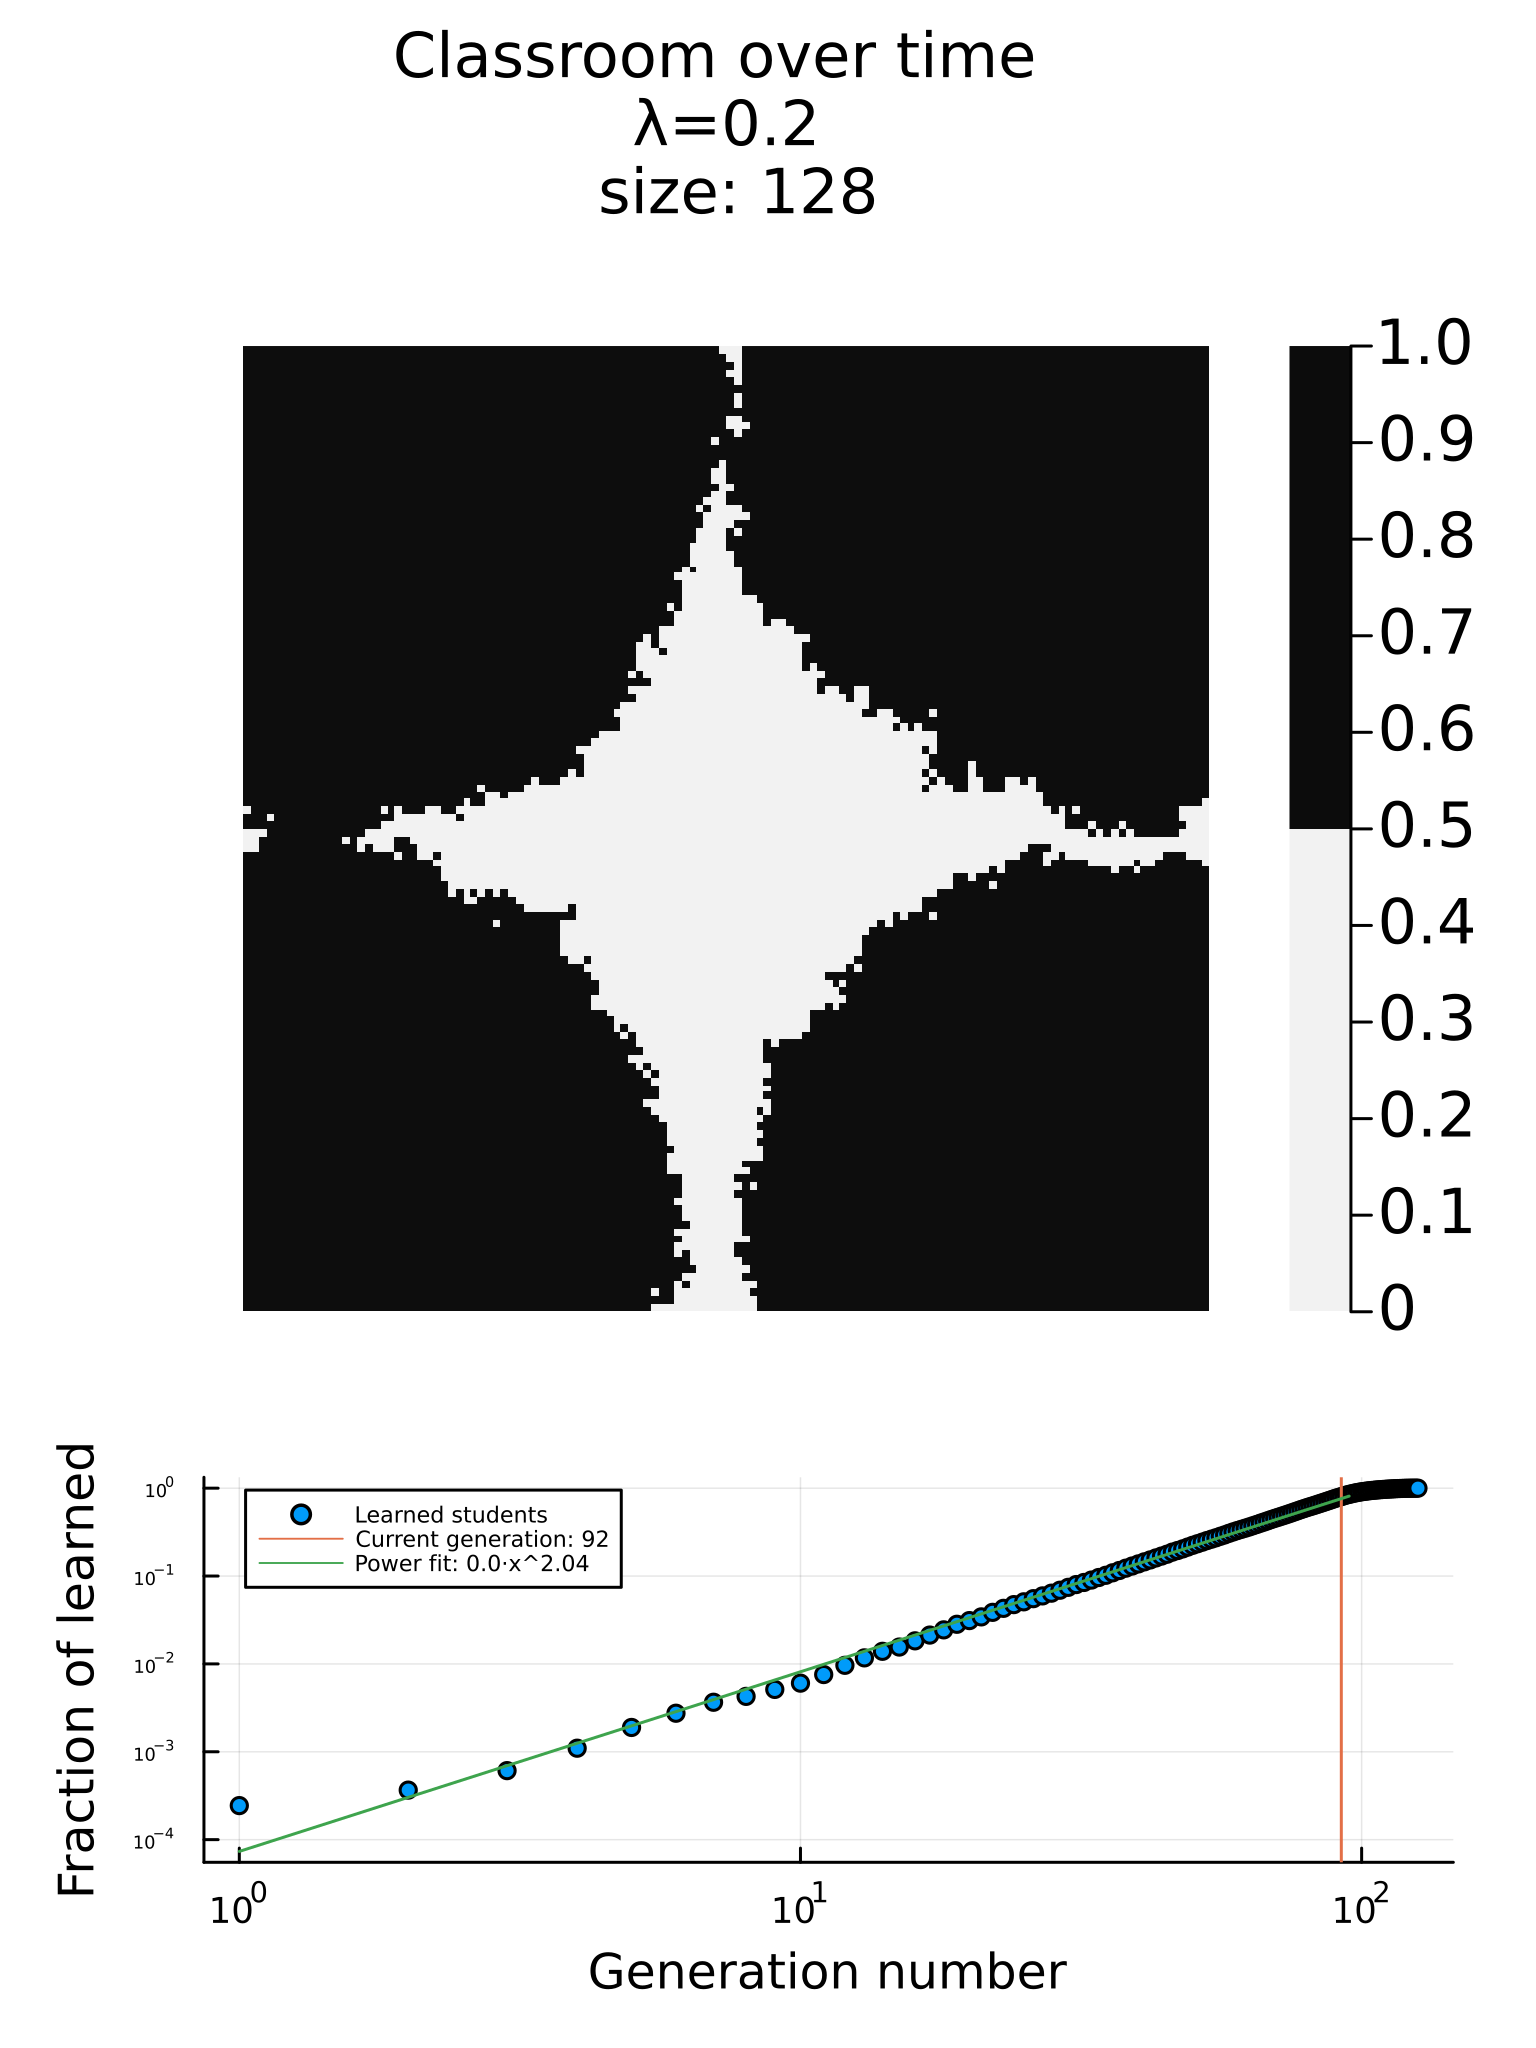 Classroom over time
λ=0.2
size: 128
1.0
0.9
0.8
0.7
0.6
0.5
0.4
0.3
0.2
0.1
0
Fraction of learned
10^0
10^-1
10^-2
10^-3
10^-4
Learned students
Current generation: 92
Power fit: 0.0·x^2.04
10^0 10^1 10^2
Generation number